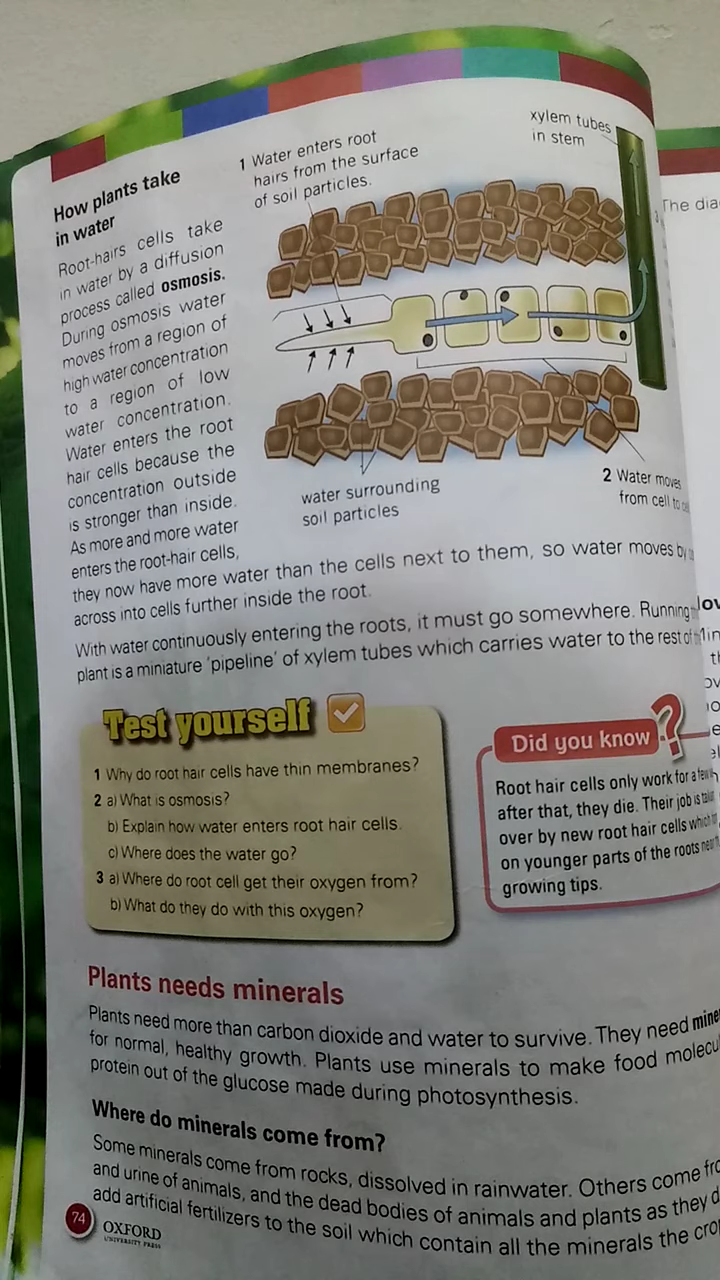 How plants take
in water
Root-hairs cells take
in water by a diffusion
process called osmosis.
During osmosis water
moves from a region of
high water concentration
to a region of low
water concentration.
Water enters the root
hair cells because the
concentration outside
is stronger than inside.
As more and more water
enters the root-hair cells,
they now have more water than the cells next to them, so water moves by
across into cells further inside the root.
1 Water enters root
hairs from the surface
of soil particles.
xylem tubes
in stem
water surrounding
soil particles
2 Water moves
from cell to
With water continuously entering the roots, it must go somewhere. Running
plant is a miniature 'pipeline' of xylem tubes which carries water to the rest of
Test yourself
1 Why do root hair cells have thin membranes?
2 a) What is osmosis?
b) Explain how water enters root hair cells.
c) Where does the water go?
3 a) Where do root cell get their oxygen from?
b) What do they do with this oxygen?
Did you know ?
Root hair cells only work for a few
after that, they die. Their job is
over by new root hair cells which
on younger parts of the roots
growing tips.
Plants needs minerals
Plants need more than carbon dioxide and water to survive. They need
for normal, healthy growth. Plants use minerals to make food
protein out of the glucose made during photosynthesis.
Where do minerals come from?
Some minerals come from rocks, dissolved in rainwater. Others come
and urine of animals, and the dead bodies of animals and plants as they
add artificial fertilizers to the soil which contain all the minerals the
74
OXFORD
UNIVERSITY PRESS
The